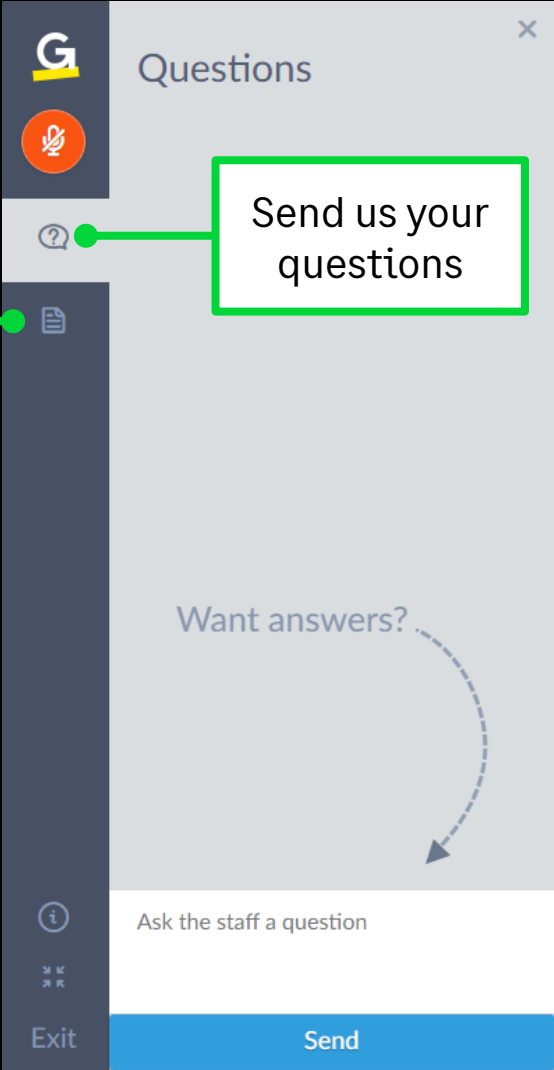 G
Questions
Send us your
questions
Want answers?
Ask the staff a question
Exit
Send